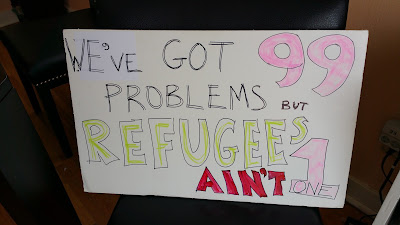 WE'VE GOT 99
PROBLEMS BUT
REFUGEES
AIN'T 1
ONE